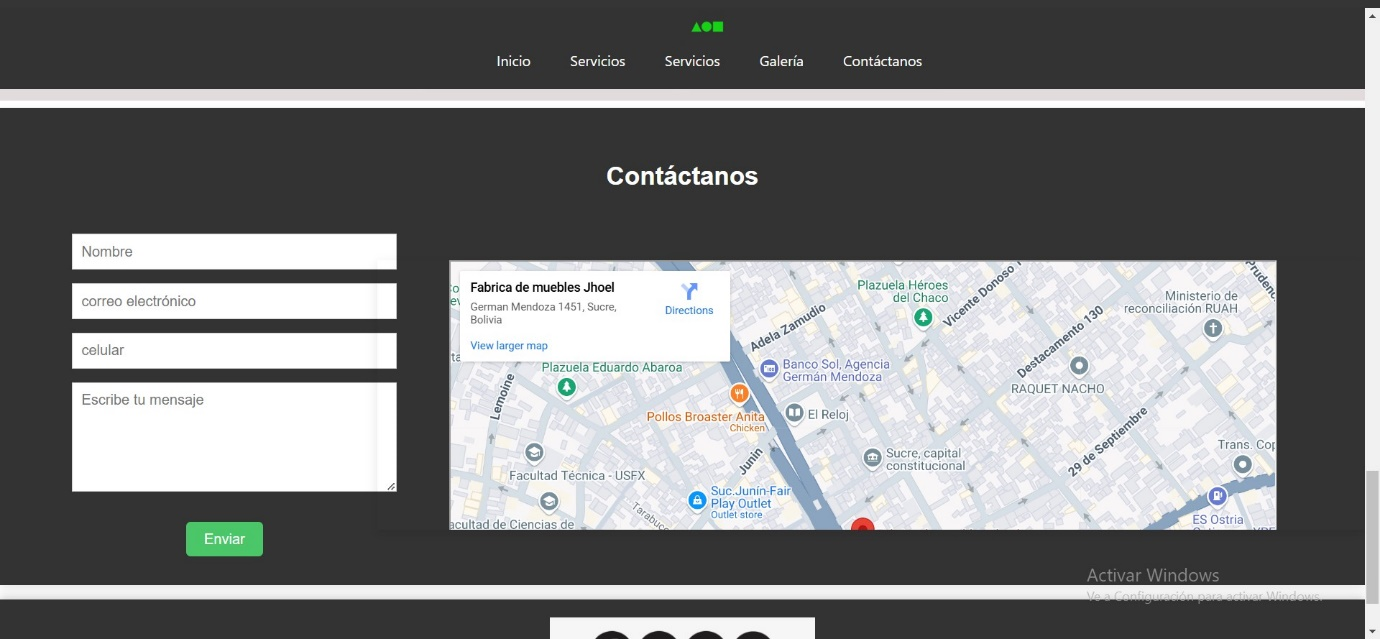 Inicio
Servicios
Servicios
Galería
Contáctanos
Contáctanos
Nombre
correo electrónico
celular
Escribe tu mensaje
Enviar
Fabrica de muebles Jhoel
German Mendoza 1451, Sucre,
Bolivia
Directions
View larger map
Plazuela Héroes
del Chaco
Vicente Donoso
Ministerio de
reconciliación RUAH
Adela Zamudio
Destacamento 130
Plazuela Eduardo Abaroa
Banco Sol, Agencia
Germán Mendoza
RAQUET NACHO
Lemoine
Pollos Broaster Anita
Chicken
El Reloj
29 de Septiembre
Junín
Sucre, capital
constitucional
Trans. Cop
Facultad Técnica - USFX
Suc.Junín-Fair
Play Outlet
Outlet store
Tarabuco
acultad de Ciencias de
ES Ostria
Activar Windows
Ve a Configuración para activar Windows.